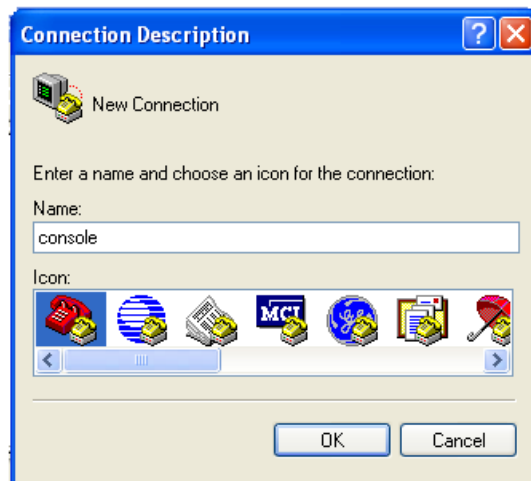 Connection Description
New Connection
Enter a name and choose an icon for the connection:
Name:
console
Icon:
MCI
OK
Cancel